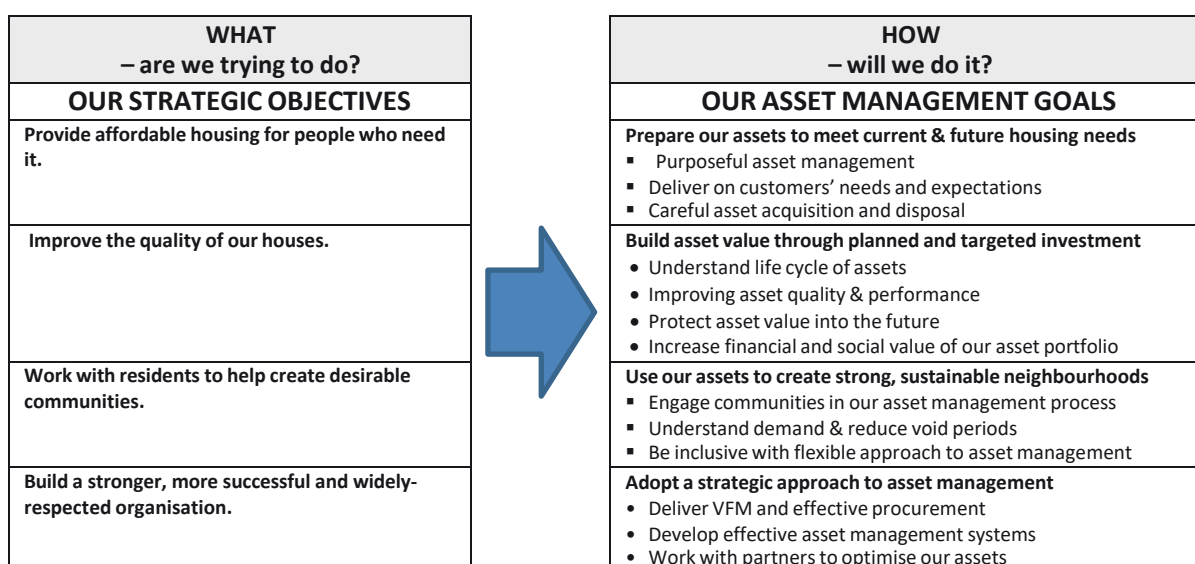 WHAT
– are we trying to do?
OUR STRATEGIC OBJECTIVES
Provide affordable housing for people who need
it.
Improve the quality of our houses.
Work with residents to help create desirable
communities.
Build a stronger, more successful and widely-
respected organisation.
HOW
– will we do it?
OUR ASSET MANAGEMENT GOALS
Prepare our assets to meet current & future housing needs
▪ Purposeful asset management
▪ Deliver on customers’ needs and expectations
▪ Careful asset acquisition and disposal
Build asset value through planned and targeted investment
• Understand life cycle of assets
• Improving asset quality & performance
• Protect asset value into the future
• Increase financial and social value of our asset portfolio
Use our assets to create strong, sustainable neighbourhoods
▪ Engage communities in our asset management process
▪ Understand demand & reduce void periods
▪ Be inclusive with flexible approach to asset management
Adopt a strategic approach to asset management
• Deliver VFM and effective procurement
• Develop effective asset management systems
• Work with partners to optimise our assets